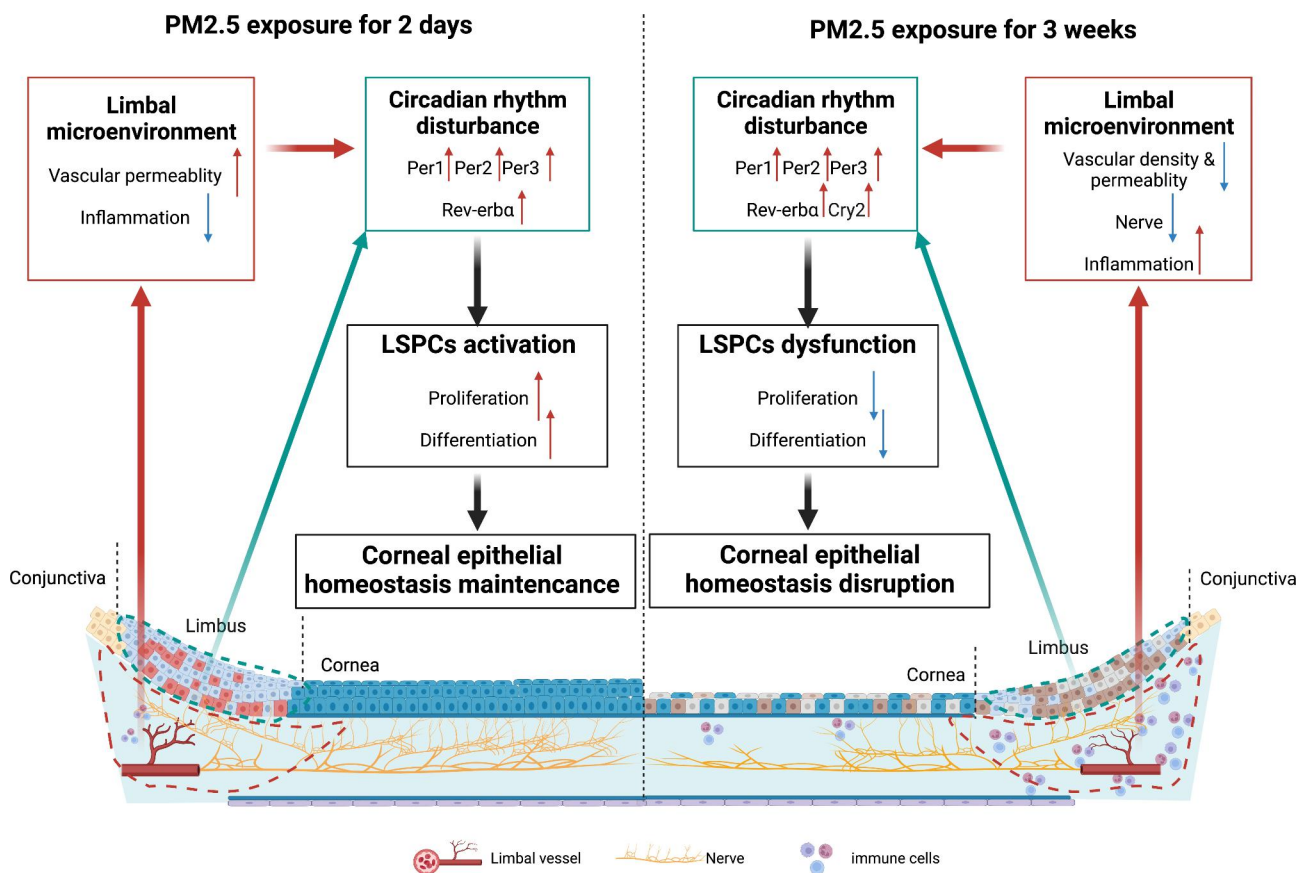 PM2.5 exposure for 2 days
Limbal
microenvironment
Vascular permeablity
Inflammation
Circadian rhythm
disturbance
Per1 Per2 Per3
Rev-erbα
LSPCs activation
Proliferation
Differentiation
Corneal epithelial
homeostasis maintencance
Conjunctiva
Limbus
Cornea
PM2.5 exposure for 3 weeks
Circadian rhythm
disturbance
Per1 Per2 Per3
Rev-erbα Cry2
Limbal
microenvironment
Vascular density &
permeablity
Nerve
Inflammation
LSPCs dysfunction
Proliferation
Differentiation
Corneal epithelial
homeostasis disruption
Conjunctiva
Limbus
Cornea
Limbal vessel
Nerve
immune cells